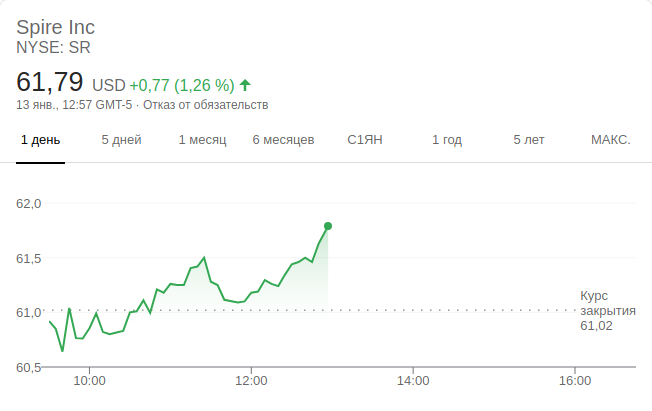 Spire Inc
NYSE: SR
61,79 USD +0,77 (1,26 %)
13 янв., 12:57 GMT-5 · Отказ от обязательств
1 день 5 дней 1 месяц 6 месяцев С1ЯН 1 год 5 лет МАКС.
62,0
61,5
61,0
60,5
Курс
закрытия
61,02
10:00 12:00 14:00 16:00